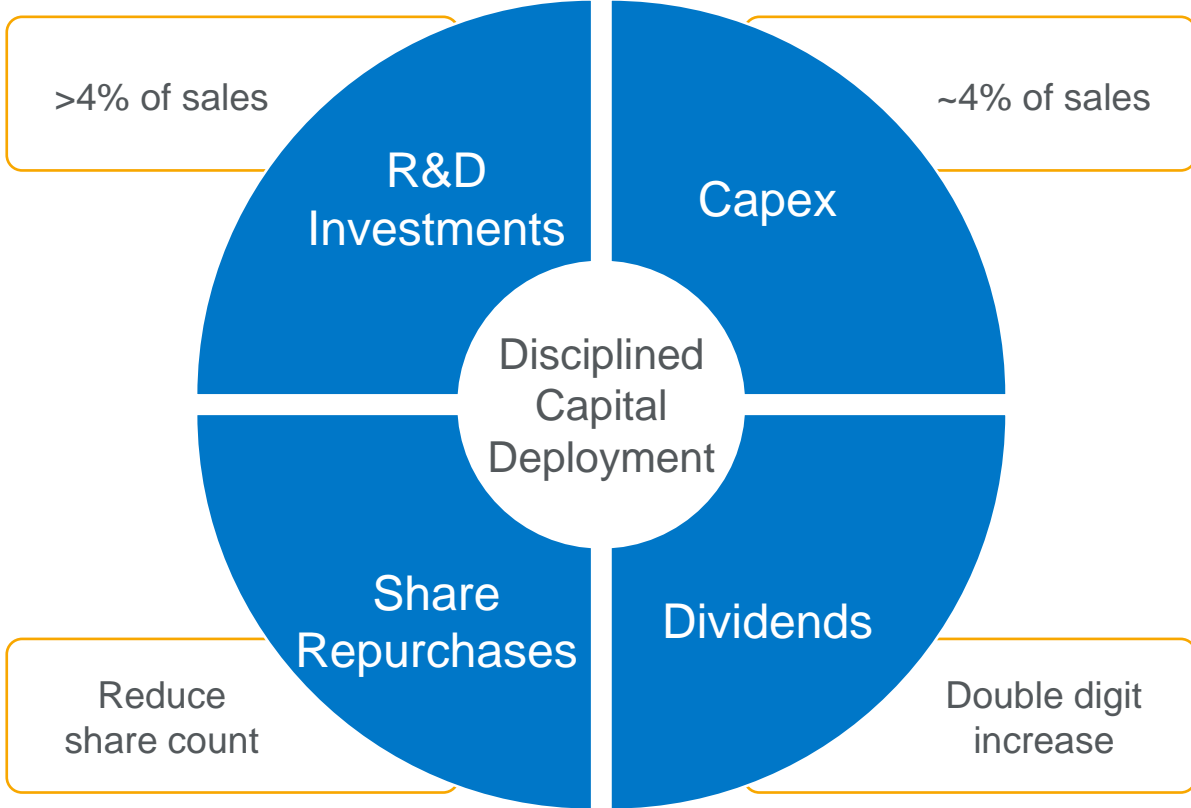 >4% of sales
~4% of sales
R&D
Investments
Capex
Disciplined
Capital
Deployment
Share
Repurchases
Dividends
Reduce
share count
Double digit
increase